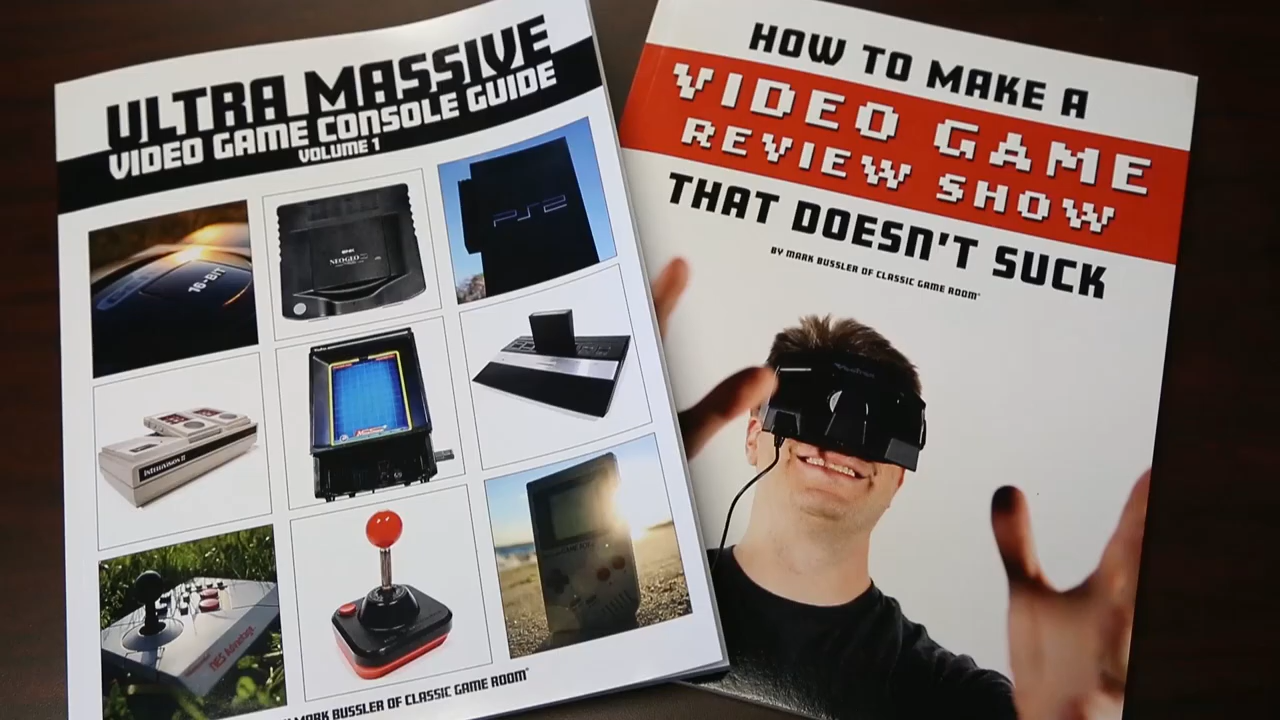 ULTRA MASSIVE
VIDEO GAME CONSOLE GUIDE
VOLUME 1
16-BIT
NEOGEO
PS2
INTELLIVISION II
GAME BOY
NES Advantage
MARK BUSSLER OF CLASSIC GAME ROOM
HOW TO MAKE A
VIDEO GAME
REVIEW SHOW
THAT DOESN'T SUCK
BY MARK BUSSLER OF CLASSIC GAME ROOM